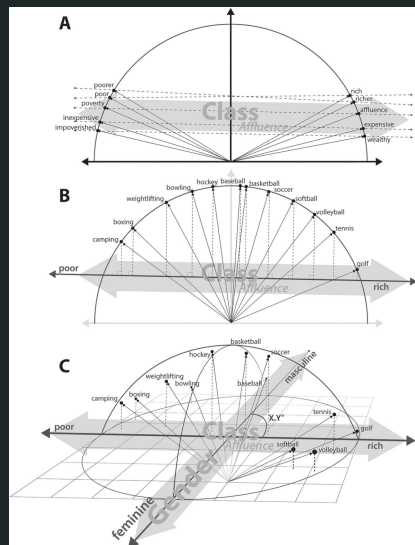 A
poorer
poor
poverty
inexpensive
impoverished
rich
richer
affluence
expensive
wealthy
Class
Affluence
B
camping
boxing
weightlifting
bowling
hockey
baseball
basketball
soccer
softball
volleyball
tennis
golf
poor
Class
Affluence
rich
C
camping
boxing
weightlifting
bowling
hockey
basketball
soccer
baseball
masculine
X,Y°
tennis
golf
poor
Class
Affluence
rich
softball
volleyball
Gender
feminine